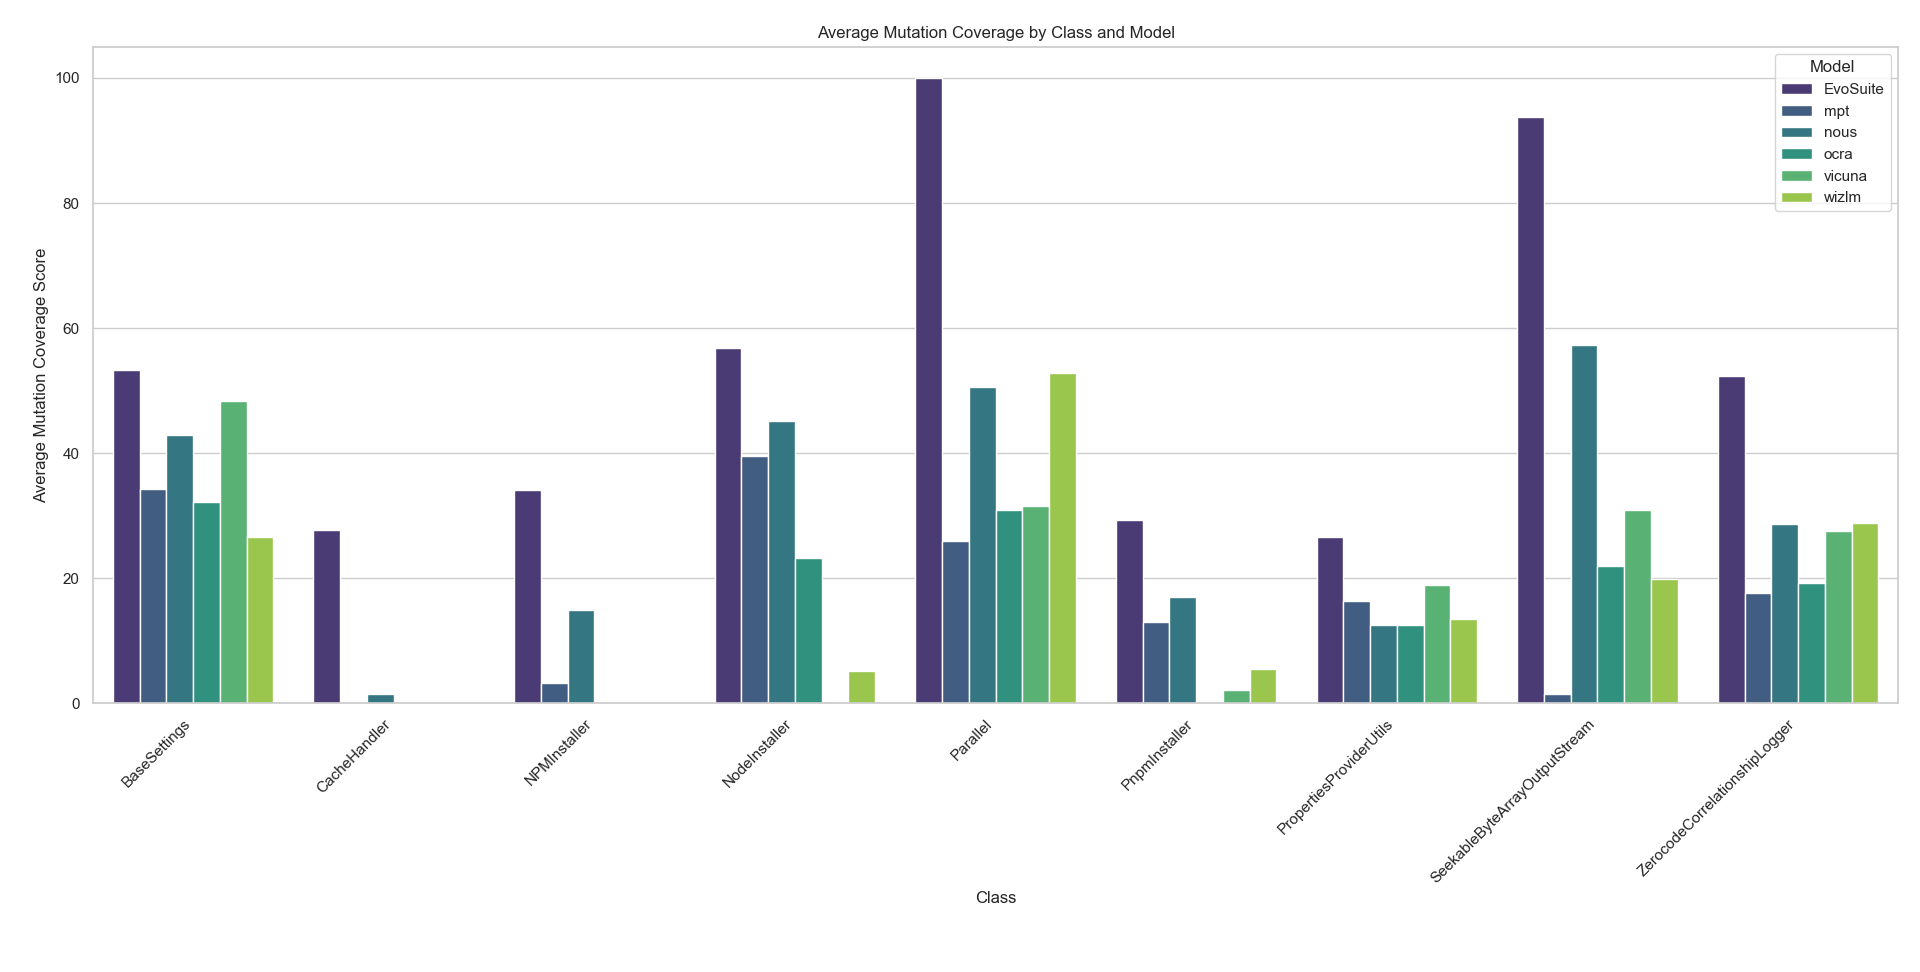 Average Mutation Coverage by Class and Model
Average Mutation Coverage Score
100
80
60
40
20
0
Model
EvoSuite
mpt
nous
ocra
vicuna
wizlm
BaseSettings
CacheHandler
NPMInstaller
NodeInstaller
Parallel
PnpmInstaller
PropertiesProviderUtils
SeekableByteArrayOutputStream
ZerocodeCorrelationshipLogger
Class